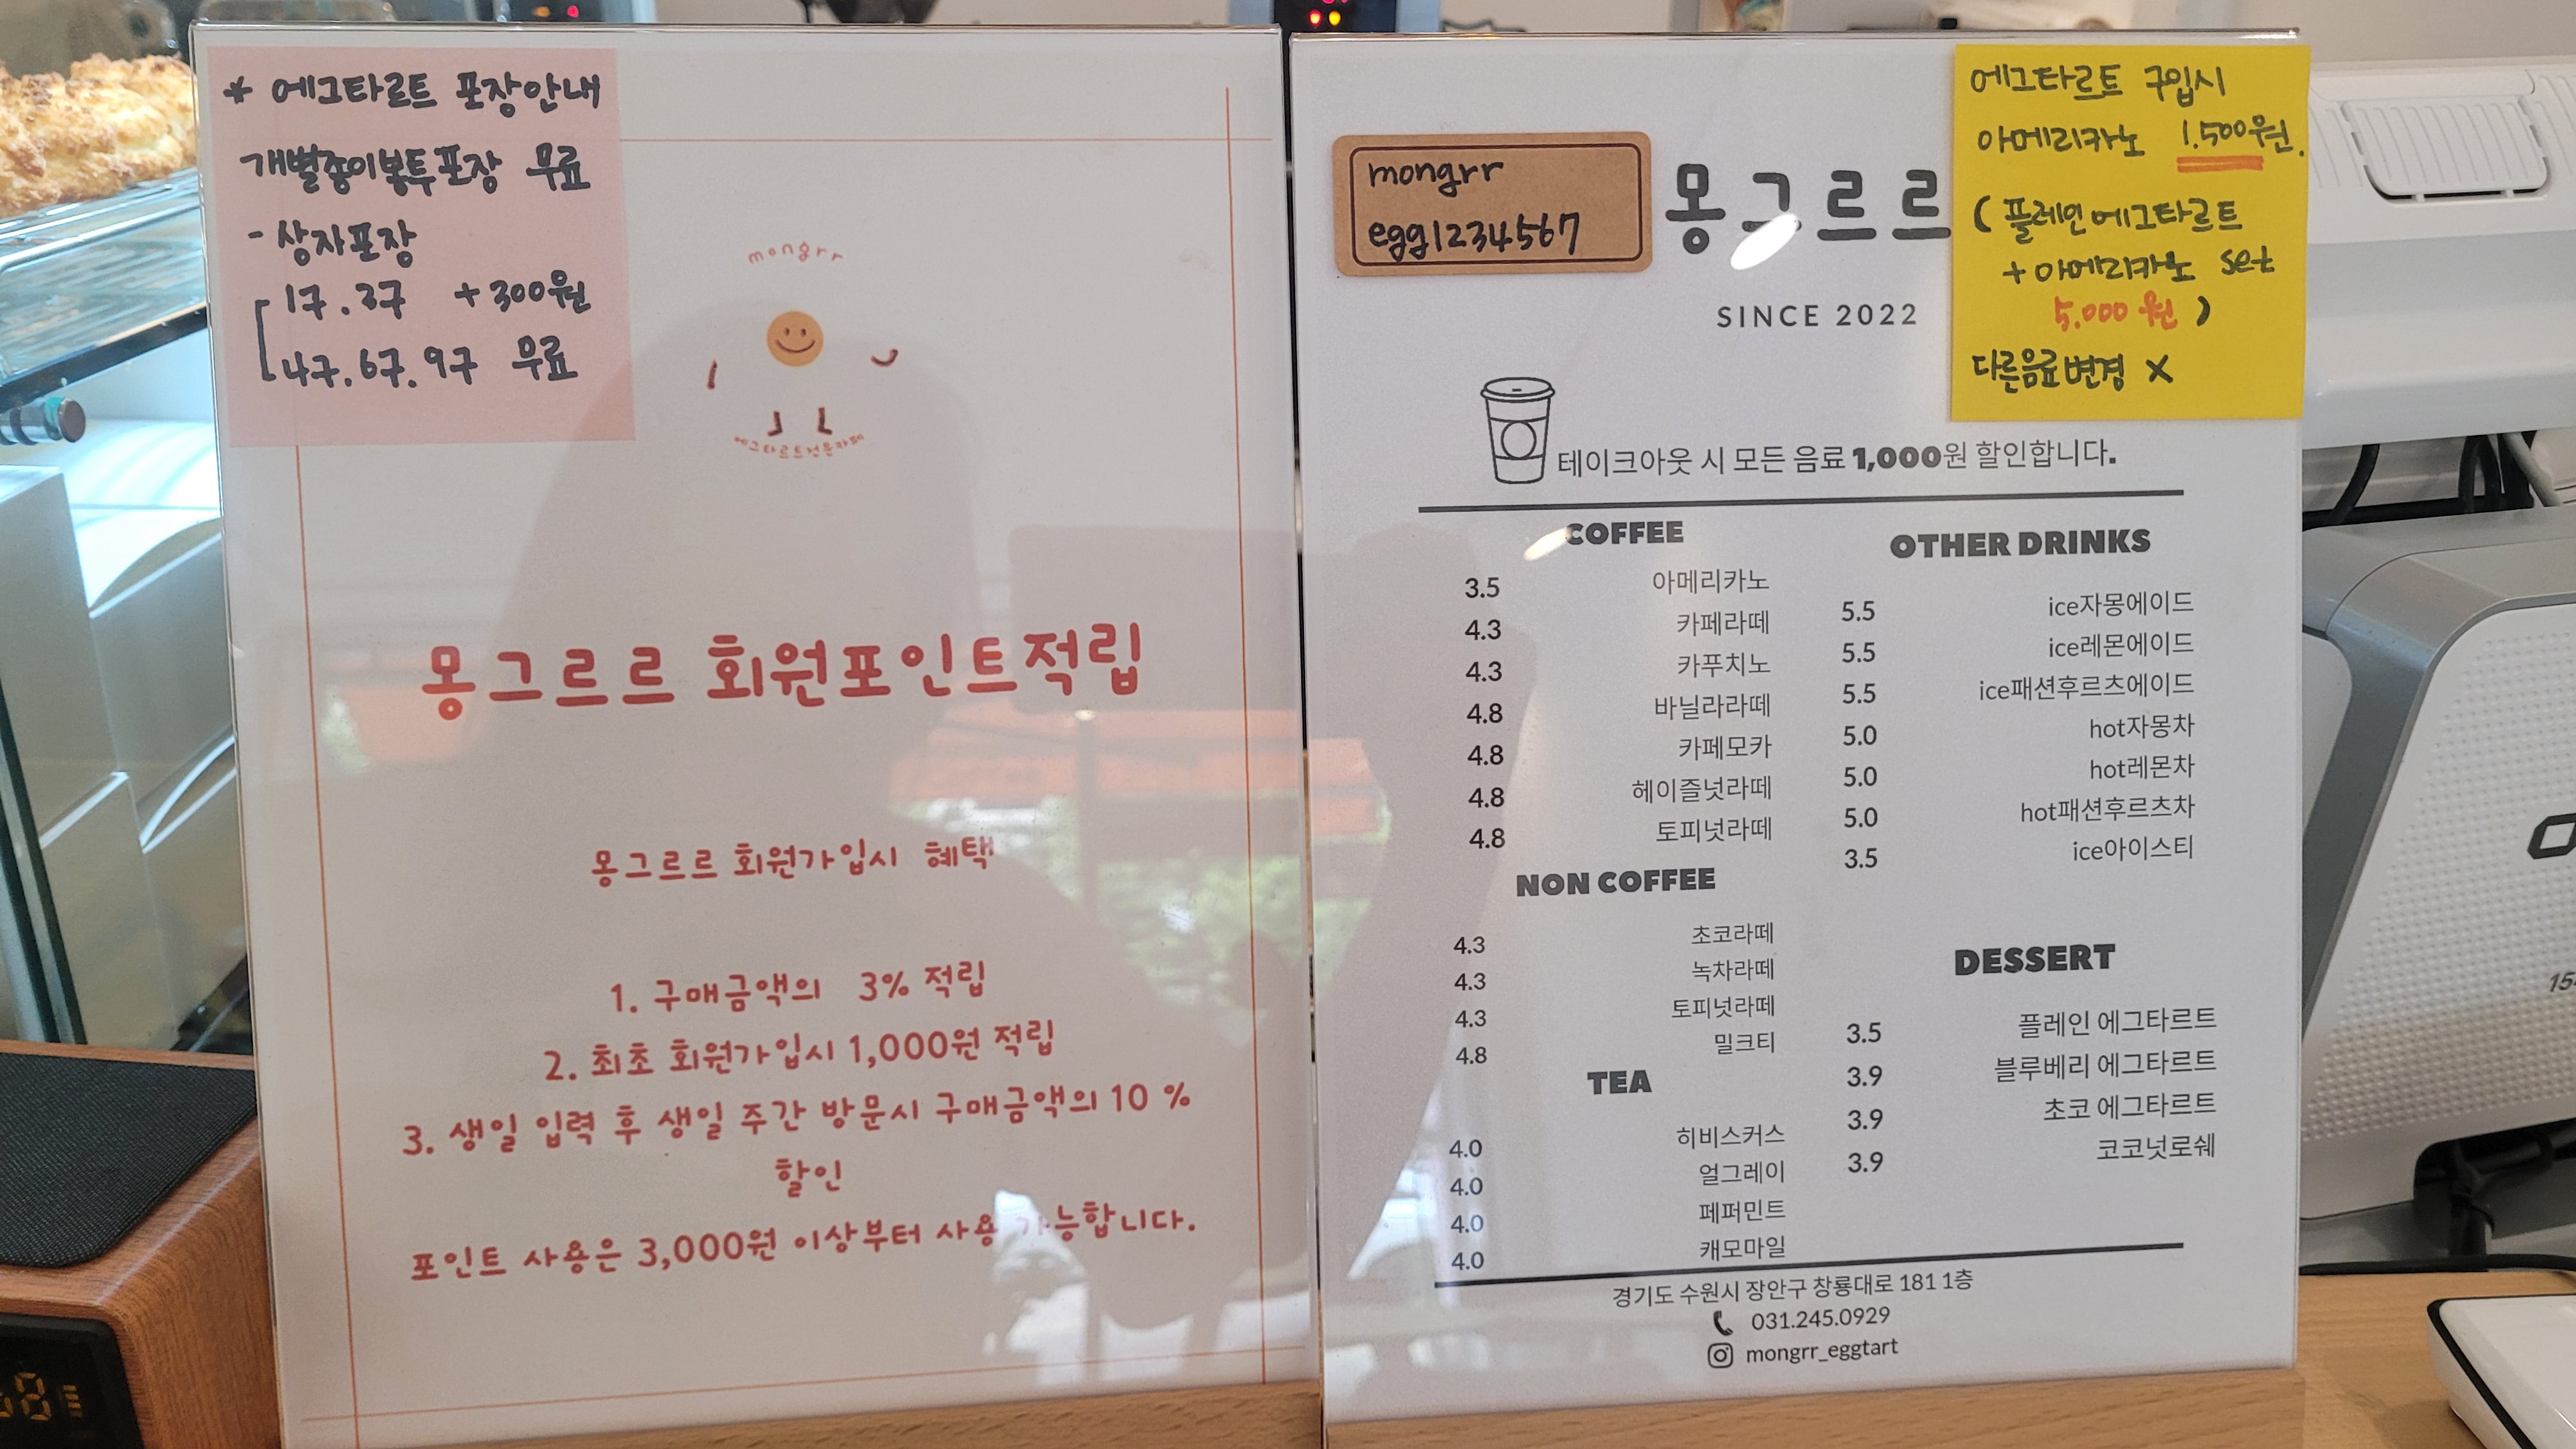 * 에그타르트 포장안내
개별종이봉투포장 무료
- 상자포장
1구.2구 +300원
4구.6구.9구 무료
mongrr
에그타르트전문카페
몽그르르 회원포인트적립
몽그르르 회원가입시 혜택
1. 구매금액의 3% 적립
2. 최초 회원가입시 1,000원 적립
3. 생일 입력 후 생일 주간 방문시 구매금액의 10 %
할인
포인트 사용은 3,000원 이상부터 사용 가능합니다.
mongrr
egg1234567
몽그르르
SINCE 2022
에그타르트 구입시
아메리카노 1.500원.
( 플레인에그타르트
+ 아메리카노 set
5.000원 )
다른음료변경 X
테이크아웃 시 모든 음료 1,000원 할인합니다.
COFFEE
3.5 아메리카노
4.3 카페라떼
4.3 카푸치노
4.8 바닐라라떼
4.8 카페모카
4.8 헤이즐넛라떼
4.8 토피넛라떼
NON COFFEE
4.3 초코라떼
4.3 녹차라떼
4.3 토피넛라떼
4.8 밀크티
TEA
4.0 히비스커스
4.0 얼그레이
4.0 페퍼민트
4.0 캐모마일
OTHER DRINKS
5.5 ice자몽에이드
5.5 ice레몬에이드
5.5 ice패션후르츠에이드
5.0 hot자몽차
5.0 hot레몬차
5.0 hot패션후르츠차
3.5 ice아이스티
DESSERT
3.5 플레인 에그타르트
3.9 블루베리 에그타르트
3.9 초코 에그타르트
3.9 코코넛로쉐
경기도 수원시 장안구 창룡대로 181 1층
031.245.0929
mongrr_eggtart